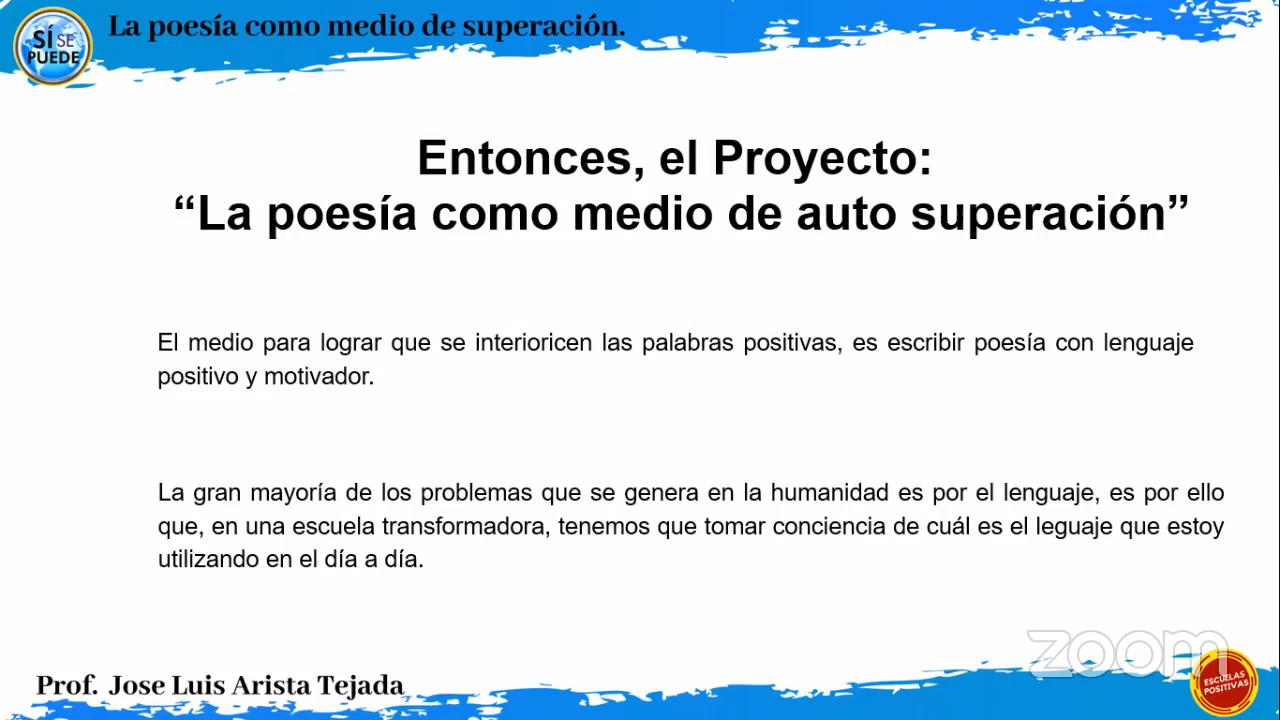 La poesía como medio de superación.
SÍ SE
PUEDE
Entonces, el Proyecto:
“La poesía como medio de auto superación”
El medio para lograr que se interioricen las palabras positivas, es escribir poesía con lenguaje
positivo y motivador.
La gran mayoría de los problemas que se genera en la humanidad es por el lenguaje, es por ello
que, en una escuela transformadora, tenemos que tomar conciencia de cuál es el leguaje que estoy
utilizando en el día a día.
zoom
Prof. Jose Luis Arista Tejada
ESCUELAS
POSITIVAS